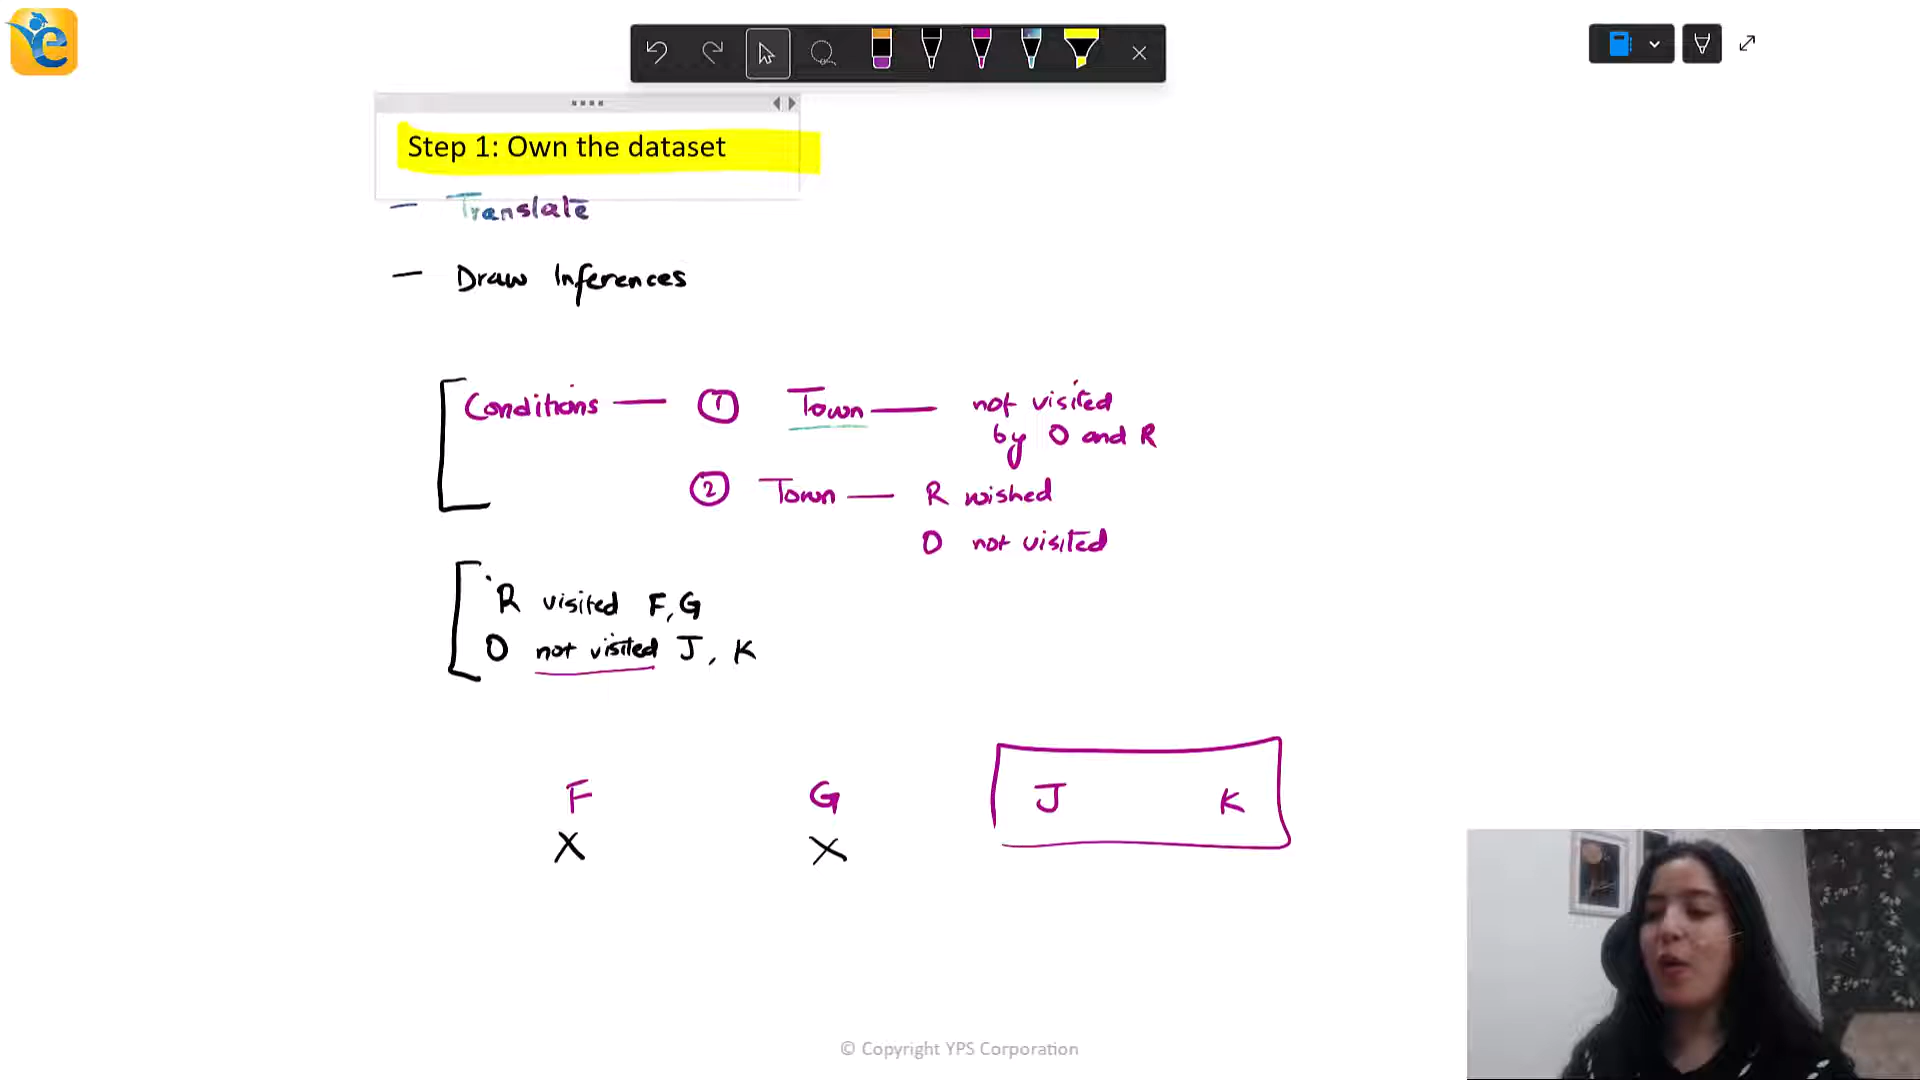 e
Step 1: Own the dataset
— Translate
— Draw Inferences
Conditions — ① Town — not visited
by O and R
② Town — R wished
O not visited
R visited F, G
O not visited J, K
F G J K
X X
© Copyright YPS Corporation